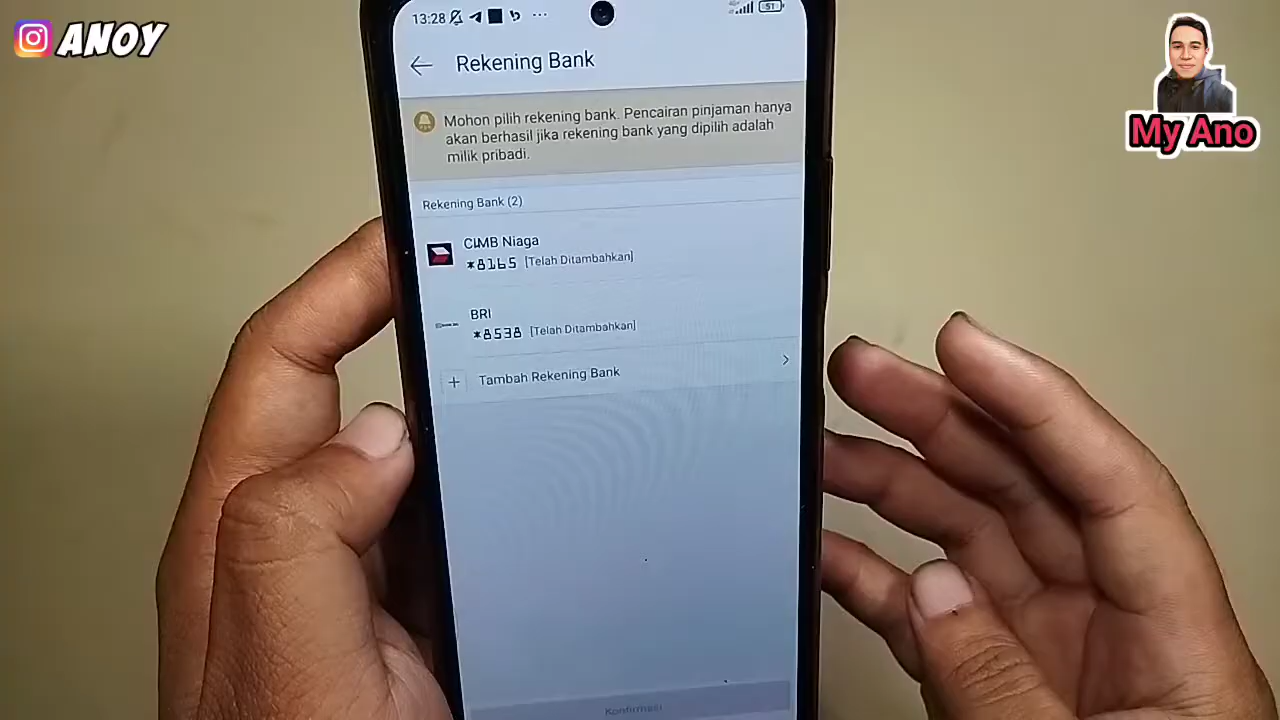 ANOY
My Ano
13:28
51
Rekening Bank
Mohon pilih rekening bank. Pencairan pinjaman hanya
akan berhasil jika rekening bank yang dipilih adalah
milik pribadi.
Rekening Bank (2)
CIMB Niaga
*8165 [Telah Ditambahkan]
BRI
*8538 [Telah Ditambahkan]
+ Tambah Rekening Bank >
Konfirmasi